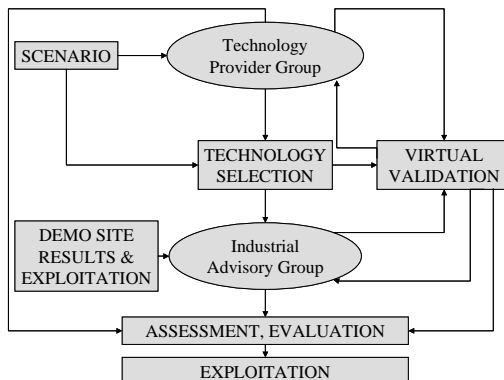 Technology
Provider Group
SCENARIO
TECHNOLOGY
SELECTION
VIRTUAL
VALIDATION
DEMO SITE
RESULTS &
EXPLOITATION
Industrial
Advisory Group
ASSESSMENT, EVALUATION
EXPLOITATION